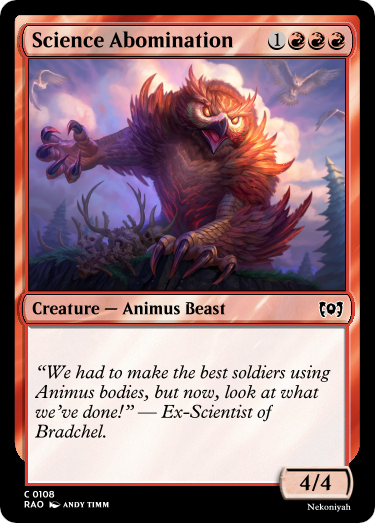 Science Abomination 1
Creature — Animus Beast
“We had to make the best soldiers using
Animus bodies, but now, look at what
we’ve done!” — Ex-Scientist of
Bradchel.
4/4
C 0108
RAO ANDY TIMM
Nekoniyah